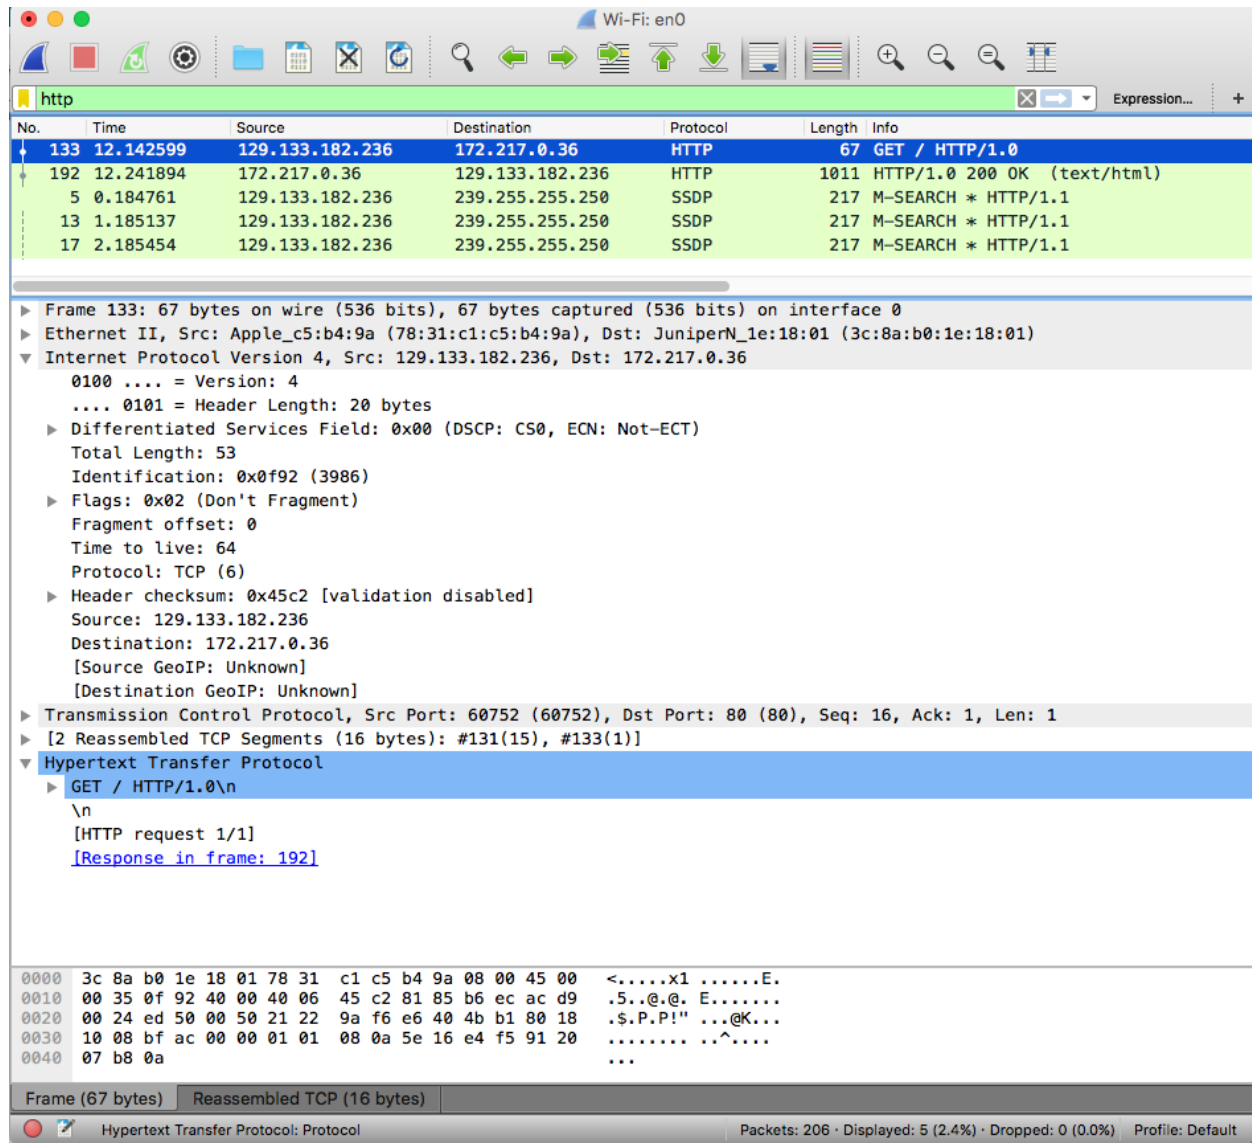 Wi-Fi: en0
http
Expression... +
No. Time Source Destination Protocol Length Info
133 12.142599 129.133.182.236 172.217.0.36 HTTP 67 GET / HTTP/1.0
192 12.241894 172.217.0.36 129.133.182.236 HTTP 1011 HTTP/1.0 200 OK (text/html)
5 0.184761 129.133.182.236 239.255.255.250 SSDP 217 M-SEARCH * HTTP/1.1
13 1.185137 129.133.182.236 239.255.255.250 SSDP 217 M-SEARCH * HTTP/1.1
17 2.185454 129.133.182.236 239.255.255.250 SSDP 217 M-SEARCH * HTTP/1.1
Frame 133: 67 bytes on wire (536 bits), 67 bytes captured (536 bits) on interface 0
Ethernet II, Src: Apple_c5:b4:9a (78:31:c1:c5:b4:9a), Dst: JuniperN_1e:18:01 (3c:8a:b0:1e:18:01)
Internet Protocol Version 4, Src: 129.133.182.236, Dst: 172.217.0.36
0100 .... = Version: 4
.... 0101 = Header Length: 20 bytes
Differentiated Services Field: 0x00 (DSCP: CS0, ECN: Not-ECT)
Total Length: 53
Identification: 0x0f92 (3986)
Flags: 0x02 (Don't Fragment)
Fragment offset: 0
Time to live: 64
Protocol: TCP (6)
Header checksum: 0x45c2 [validation disabled]
Source: 129.133.182.236
Destination: 172.217.0.36
[Source GeoIP: Unknown]
[Destination GeoIP: Unknown]
Transmission Control Protocol, Src Port: 60752 (60752), Dst Port: 80 (80), Seq: 16, Ack: 1, Len: 1
[2 Reassembled TCP Segments (16 bytes): #131(15), #133(1)]
Hypertext Transfer Protocol
GET / HTTP/1.0\n
\n
[HTTP request 1/1]
[Response in frame: 192]
0000 3c 8a b0 1e 18 01 78 31 c1 c5 b4 9a 08 00 45 00 <.....x1 ......E.
0010 00 35 0f 92 40 00 40 06 45 c2 81 85 b6 ec ac d9 .5..@.@. E.......
0020 00 24 ed 50 00 50 21 22 9a f6 e6 40 4b b1 80 18 .$.P.P!" ...@K...
0030 10 08 bf ac 00 00 01 01 08 0a 5e 16 e4 f5 91 20 ........ ..^.... 
0040 07 b8 0a ...
Frame (67 bytes) Reassembled TCP (16 bytes)
Hypertext Transfer Protocol: Protocol Packets: 206 · Displayed: 5 (2.4%) · Dropped: 0 (0.0%) Profile: Default